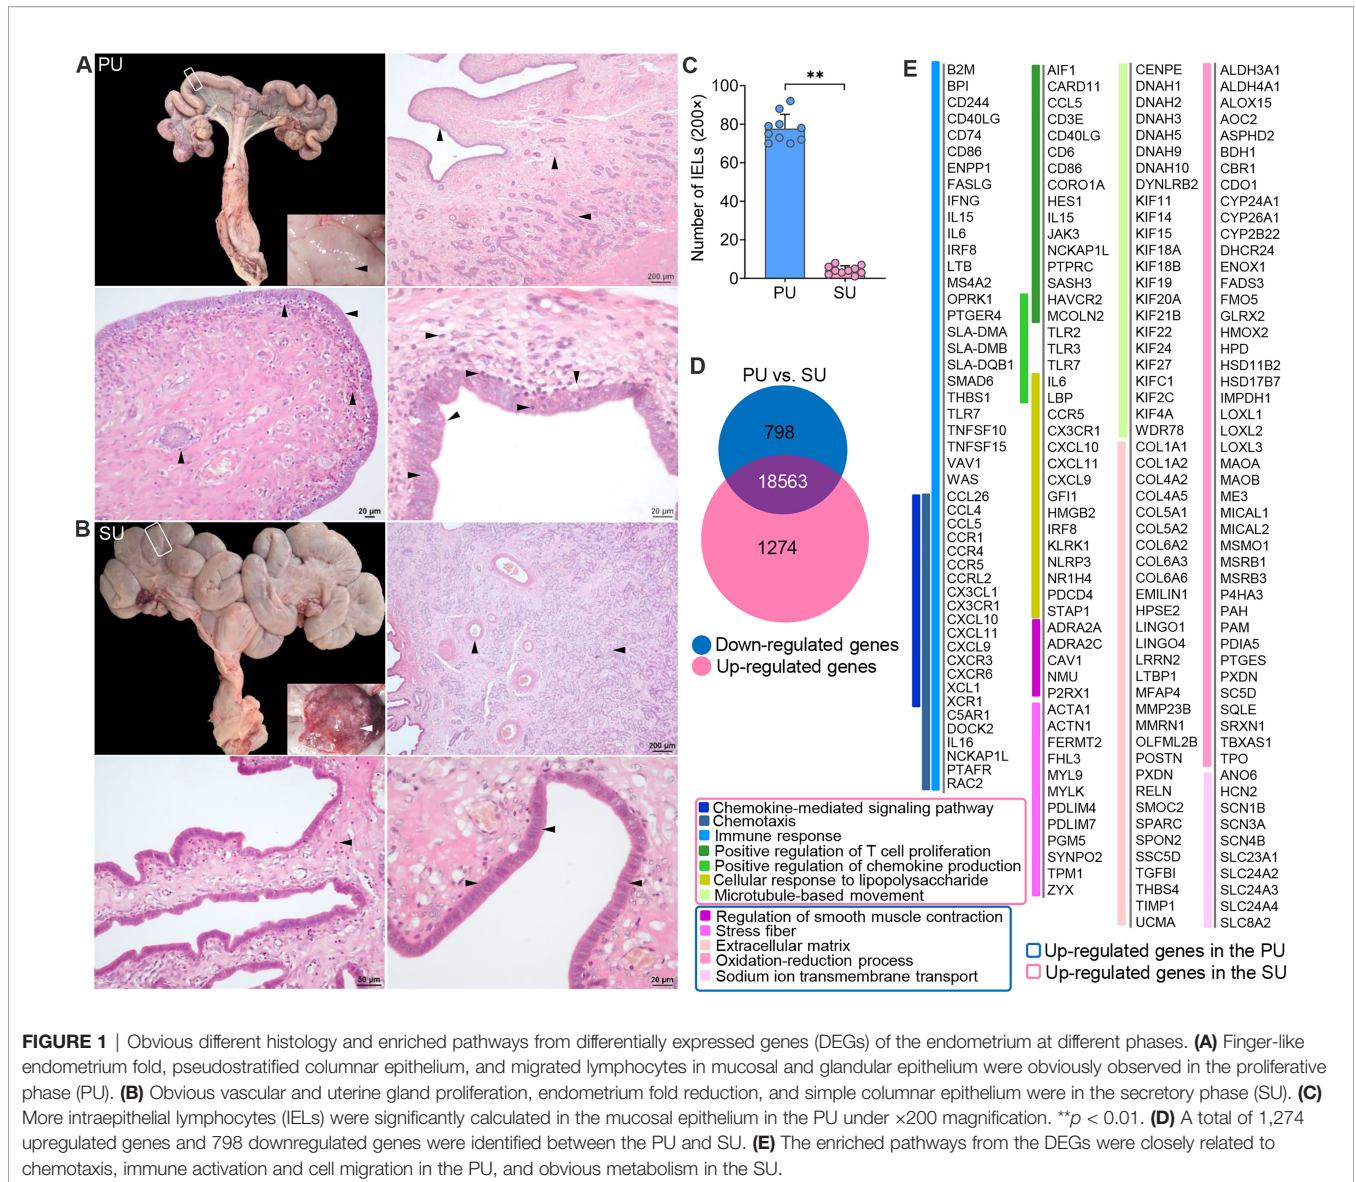 A
PU
200 µm
20 µm
20 µm
B
SU
200 µm
50 µm
20 µm
C
**
Number of IELs (200×)
100
80
60
40
20
0
PU
SU
D
PU vs. SU
798
18563
1274
Down-regulated genes
Up-regulated genes
E
B2M
BPI
CD244
CD40LG
CD74
CD86
ENPP1
FASLG
IFNG
IL15
IL6
IRF8
LTB
MS4A2
OPRK1
PTGER4
SLA-DMA
SLA-DMB
SLA-DQB1
SMAD6
THBS1
TLR7
TNFSF10
TNFSF15
VAV1
WAS
CCL26
CCL4
CCL5
CCR1
CCR4
CCR5
CCRL2
CX3CL1
CX3CR1
CXCL10
CXCL11
CXCL9
CXCR3
CXCR6
XCL1
XCR1
C5AR1
DOCK2
IL16
NCKAP1L
PTAFR
RAC2
AIF1
CARD11
CCL5
CD3E
CD40LG
CD6
CD86
CORO1A
HES1
IL15
JAK3
NCKAP1L
PTPRC
SASH3
HAVCR2
MCOLN2
TLR2
TLR3
TLR7
IL6
LBP
CCR5
CX3CR1
CXCL10
CXCL11
CXCL9
GFI1
HMGB2
IRF8
KLRK1
NLRP3
NR1H4
PDCD4
STAP1
ADRA2A
ADRA2C
CAV1
NMU
P2RX1
ACTA1
ACTN1
FERMT2
FHL3
MYL9
MYLK
PDLIM4
PDLIM7
PGM5
SYNPO2
TPM1
ZYX
CENPE
DNAH1
DNAH2
DNAH3
DNAH5
DNAH9
DNAH10
DYNLRB2
KIF11
KIF14
KIF15
KIF18A
KIF18B
KIF19
KIF20A
KIF21B
KIF22
KIF24
KIF27
KIFC1
KIF2C
KIF4A
WDR78
COL1A1
COL1A2
COL4A2
COL4A5
COL5A1
COL5A2
COL6A2
COL6A3
COL6A6
EMILIN1
HPSE2
LINGO1
LINGO4
LRRN2
LTBP1
MFAP4
MMP23B
MMRN1
OLFML2B
POSTN
PXDN
RELN
SMOC2
SPARC
SPON2
SSC5D
TGFBI
THBS4
TIMP1
UCMA
ALDH3A1
ALDH4A1
ALOX15
AOC2
ASPHD2
BDH1
CBR1
CDO1
CYP24A1
CYP26A1
CYP2B22
DHCR24
ENOX1
FADS3
FMO5
GLRX2
HMOX2
HPD
HSD11B2
HSD17B7
IMPDH1
LOXL1
LOXL2
LOXL3
MAOA
MAOB
ME3
MICAL1
MICAL2
MSMO1
MSRB1
MSRB3
P4HA3
PAH
PAM
PDIA5
PTGES
PXDN
SC5D
SQLE
SRXN1
TBXAS1
TPO
ANO6
HCN2
SCN1B
SCN3A
SCN4B
SLC23A1
SLC24A2
SLC24A3
SLC24A4
SLC8A2
Chemokine-mediated signaling pathway
Chemotaxis
Immune response
Positive regulation of T cell proliferation
Positive regulation of chemokine production
Cellular response to lipopolysaccharide
Microtubule-based movement
Regulation of smooth muscle contraction
Stress fiber
Extracellular matrix
Oxidation-reduction process
Sodium ion transmembrane transport
Up-regulated genes in the PU
Up-regulated genes in the SU
FIGURE 1 | Obvious different histology and enriched pathways from differentially expressed genes (DEGs) of the endometrium at different phases. (A) Finger-like
endometrium fold, pseudostratified columnar epithelium, and migrated lymphocytes in mucosal and glandular epithelium were obviously observed in the proliferative
phase (PU). (B) Obvious vascular and uterine gland proliferation, endometrium fold reduction, and simple columnar epithelium were in the secretory phase (SU). (C)
More intraepithelial lymphocytes (IELs) were significantly calculated in the mucosal epithelium in the PU under ×200 magnification. **p < 0.01. (D) A total of 1,274
upregulated genes and 798 downregulated genes were identified between the PU and SU. (E) The enriched pathways from the DEGs were closely related to
chemotaxis, immune activation and cell migration in the PU, and obvious metabolism in the SU.